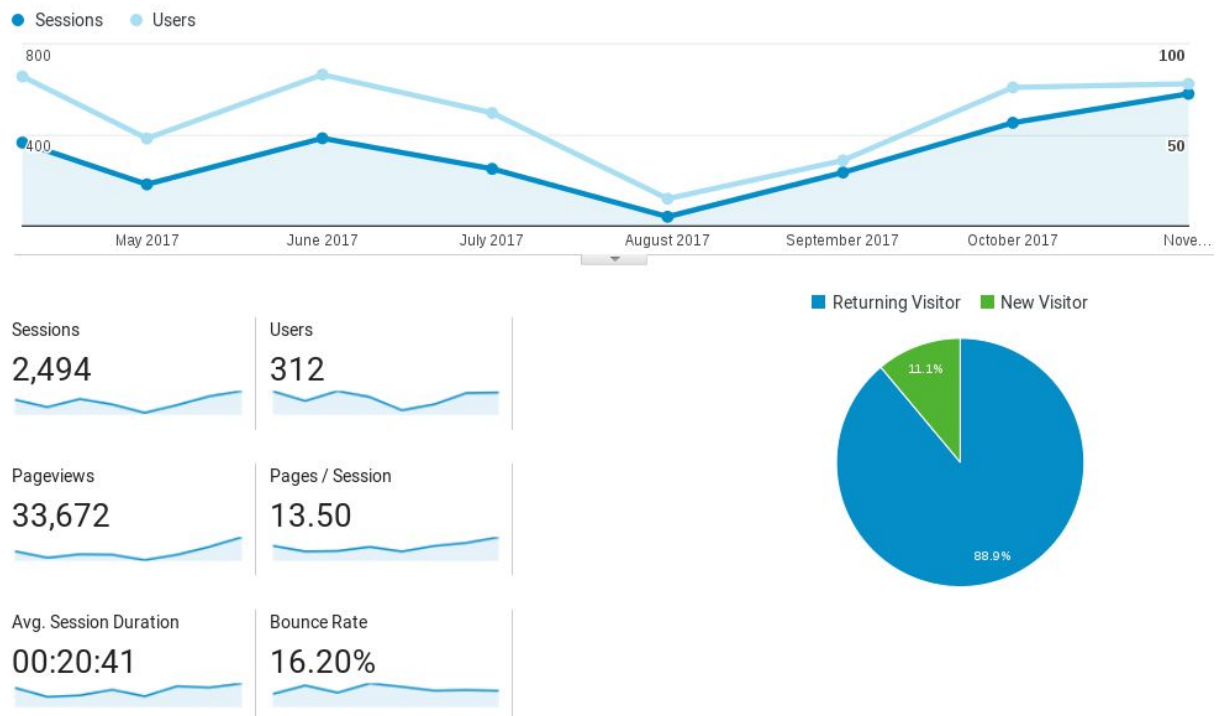 Sessions Users
800 100
400 50
May 2017 June 2017 July 2017 August 2017 September 2017 October 2017 Nove...
Returning Visitor New Visitor
Sessions
2,494
Users
312
Pageviews
33,672
Pages / Session
13.50
Avg. Session Duration
00:20:41
Bounce Rate
16.20%
11.1%
88.9%